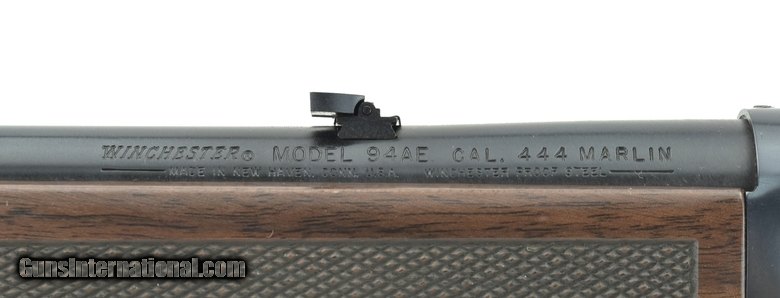 WINCHESTER® MODEL 94AE CAL. 444 MARLIN
MADE IN NEW HAVEN, CONN. U.S.A. WINCHESTER PROOF STEEL
GunsInternational.com